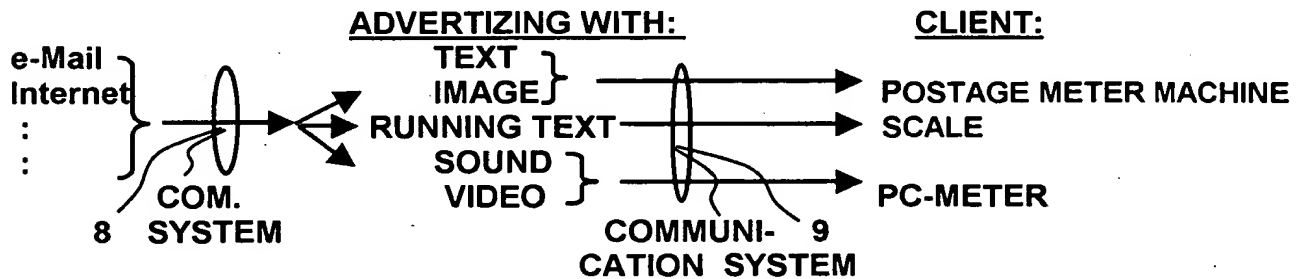 ADVERTIZING WITH:
CLIENT:
e-Mail
Internet
:
:
TEXT
IMAGE
RUNNING TEXT
SOUND
VIDEO
POSTAGE METER MACHINE
SCALE
PC-METER
8
COM.
SYSTEM
COMMUNI-
CATION SYSTEM
9